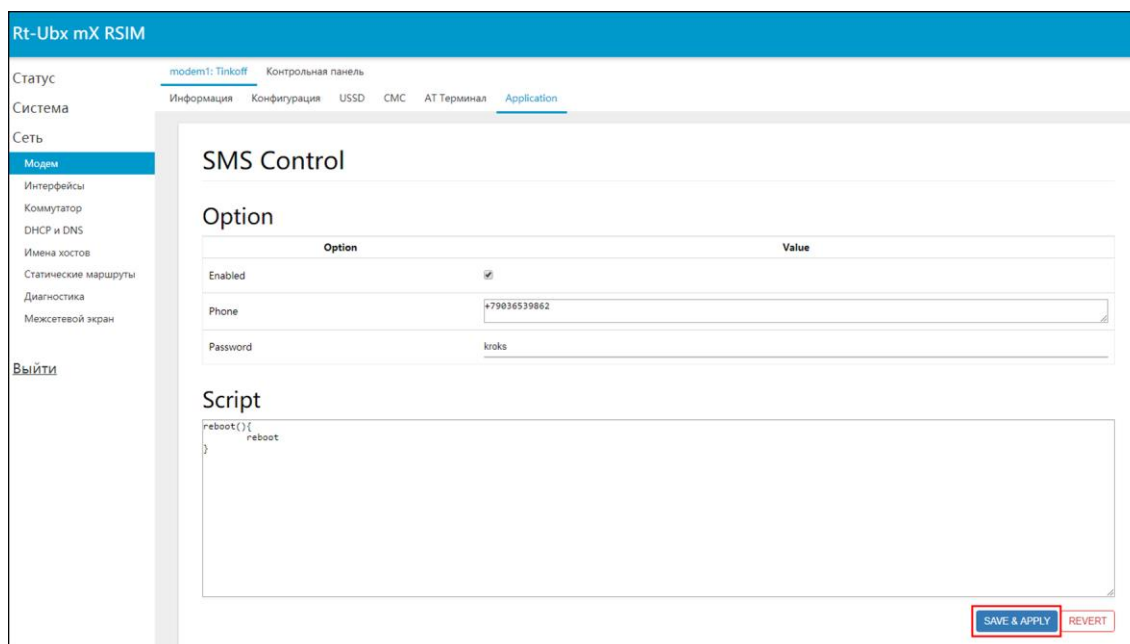 Rt-Ubx mX RSIM
Статус
Система
Сеть
Модем
Интерфейсы
Коммутатор
DHCP и DNS
Имена хостов
Статические маршруты
Диагностика
Межсетевой экран
Выйти
modem1: Tinkoff Контрольная панель
Информация Конфигурация USSD СМС АТ Терминал Application
SMS Control
Option
Option Value
Enabled
Phone +79036539862
Password kroks
Script
reboot(){
reboot
}
SAVE & APPLY REVERT